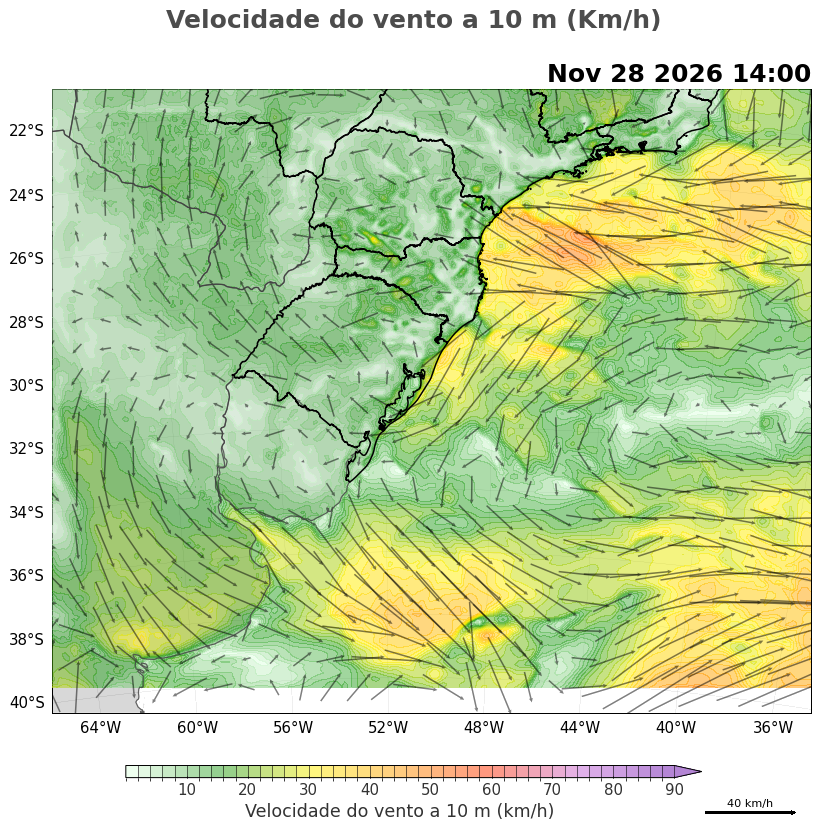 Velocidade do vento a 10 m (Km/h)
Nov 28 2026 14:00
22°S
24°S
26°S
28°S
30°S
32°S
34°S
36°S
38°S
40°S
64°W 60°W 56°W 52°W 48°W 44°W 40°W 36°W
10 20 30 40 50 60 70 80 90
Velocidade do vento a 10 m (km/h)
40 km/h